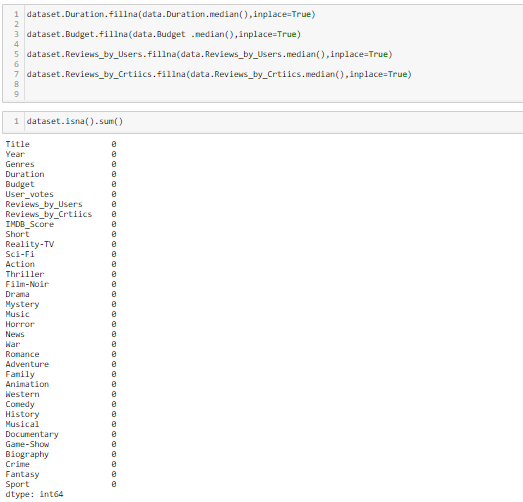 1 dataset.Duration.fillna(data.Duration.median(),inplace=True)
2
3 dataset.Budget.fillna(data.Budget .median(),inplace=True)
4
5 dataset.Reviews_by_Users.fillna(data.Reviews_by_Users.median(),inplace=True)
6
7 dataset.Reviews_by_Crtiics.fillna(data.Reviews_by_Crtiics.median(),inplace=True)
8
9
1 dataset.isna().sum()
Title 0
Year 0
Genres 0
Duration 0
Budget 0
User_votes 0
Reviews_by_Users 0
Reviews_by_Crtiics 0
IMDB_Score 0
Short 0
Reality-TV 0
Sci-Fi 0
Action 0
Thriller 0
Film-Noir 0
Drama 0
Mystery 0
Music 0
Horror 0
News 0
War 0
Romance 0
Adventure 0
Family 0
Animation 0
Western 0
Comedy 0
History 0
Musical 0
Documentary 0
Game-Show 0
Biography 0
Crime 0
Fantasy 0
Sport 0
dtype: int64